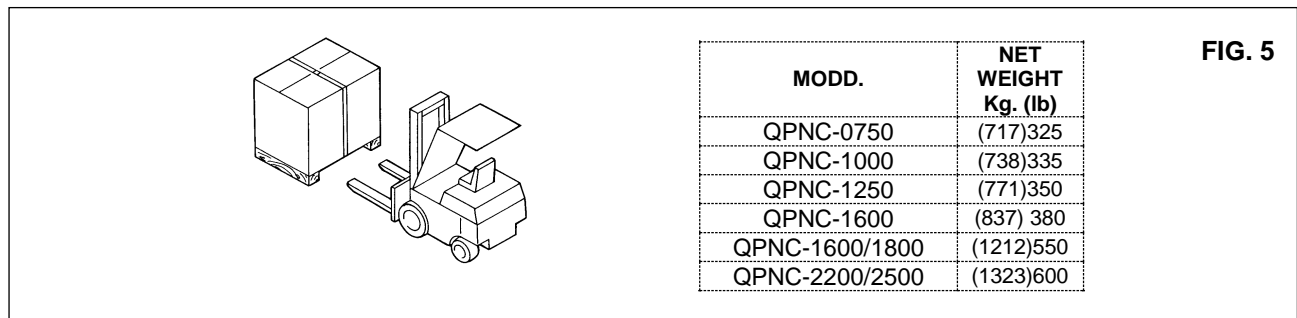 FIG. 5
MODD. NET WEIGHT Kg. (lb)
QPNC-0750 (717)325
QPNC-1000 (738)335
QPNC-1250 (771)350
QPNC-1600 (837) 380
QPNC-1600/1800 (1212)550
QPNC-2200/2500 (1323)600